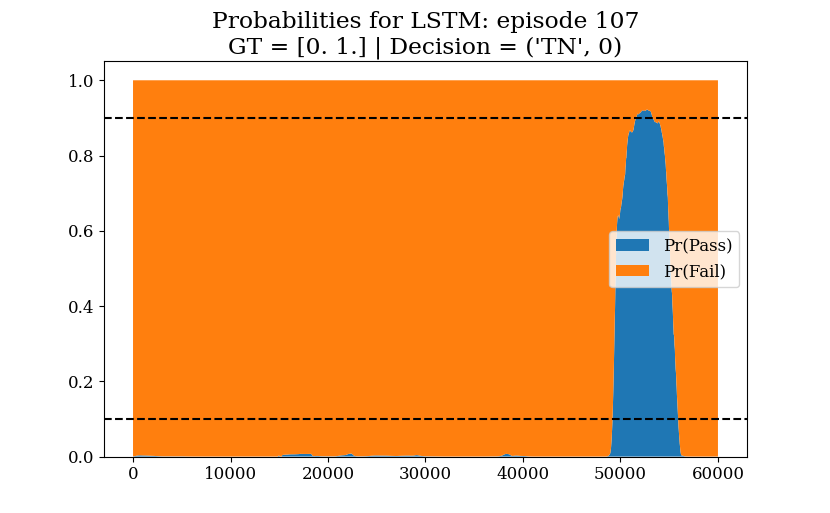 Probabilities for LSTM: episode 107
GT = [0. 1.] | Decision = ('TN', 0)
1.0
0.8
0.6
0.4
0.2
0.0
Pr(Pass)
Pr(Fail)
0 10000 20000 30000 40000 50000 60000